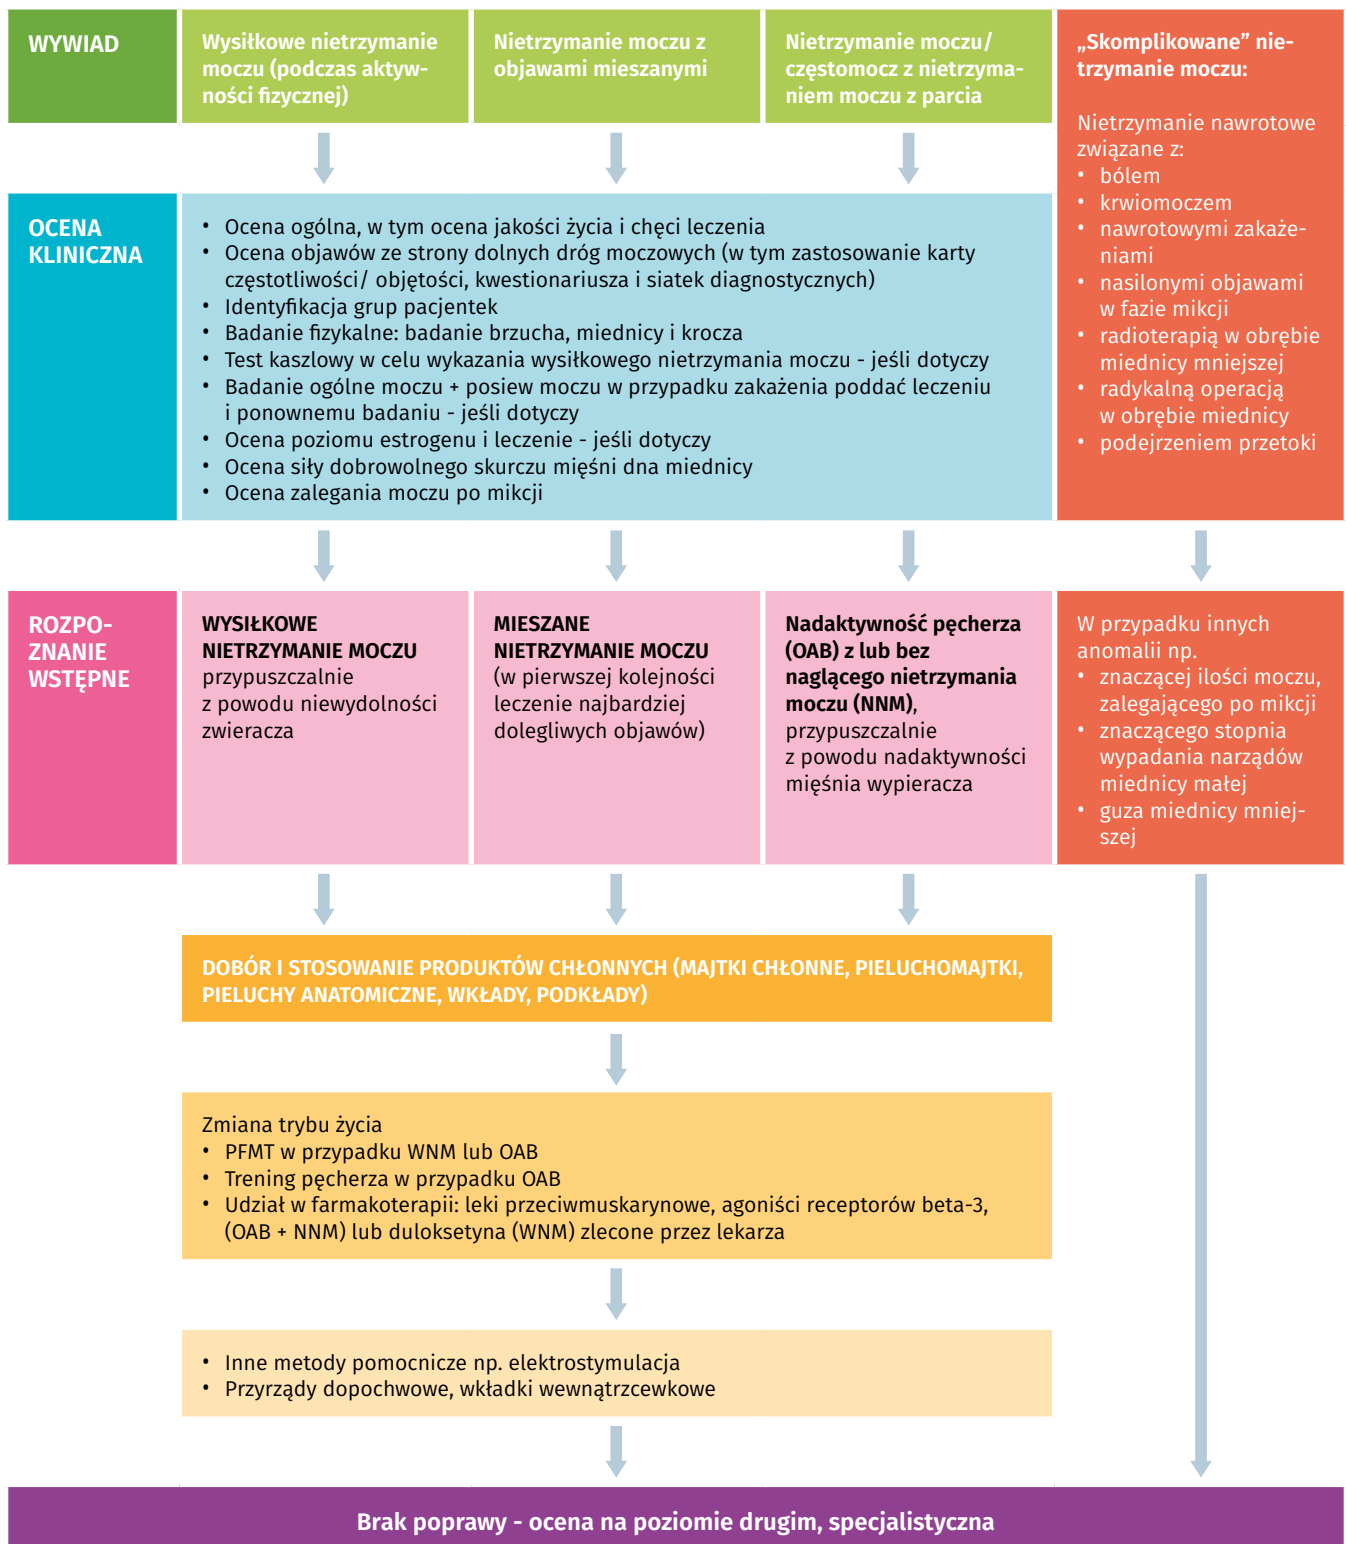 WYWIAD
Wysiłkowe nietrzymanie
moczu (podczas aktyw-
ności fizycznej)
Nietrzymanie moczu z
objawami mieszanymi
Nietrzymanie moczu/
częstomocz z nietrzyma-
niem moczu z parcia
„Skomplikowane” nie-
trzymanie moczu:
Nietrzymanie nawrotowe
związane z:
• bólem
• krwiomoczem
• nawrotowymi zakaże-
niami
• nasilonymi objawami
w fazie mikcji
• radioterapią w obrębie
miednicy mniejszej
• radykalną operacją
w obrębie miednicy
• podejrzeniem przetoki
OCENA
KLINICZNA
• Ocena ogólna, w tym ocena jakości życia i chęci leczenia
• Ocena objawów ze strony dolnych dróg moczowych (w tym zastosowanie karty
częstotliwości/ objętości, kwestionariusza i siatek diagnostycznych)
• Identyfikacja grup pacjentek
• Badanie fizykalne: badanie brzucha, miednicy i krocza
• Test kaszlowy w celu wykazania wysiłkowego nietrzymania moczu - jeśli dotyczy
• Badanie ogólne moczu + posiew moczu w przypadku zakażenia poddać leczeniu
i ponownemu badaniu - jeśli dotyczy
• Ocena poziomu estrogenu i leczenie - jeśli dotyczy
• Ocena siły dobrowolnego skurczu mięśni dna miednicy
• Ocena zalegania moczu po mikcji
ROZPO-
ZNANIE
WSTĘPNE
WYSIŁKOWE
NIETRZYMANIE MOCZU
przypuszczalnie
z powodu niewydolności
zwieracza
MIESZANE
NIETRZYMANIE MOCZU
(w pierwszej kolejności
leczenie najbardziej
dolegliwych objawów)
Nadaktywność pęcherza
(OAB) z lub bez
naglącego nietrzymania
moczu (NNM),
przypuszczalnie
z powodu nadaktywności
mięśnia wypieracza
W przypadku innych
anomalii np.
• znaczącej ilości moczu,
zalegającego po mikcji
• znaczącego stopnia
wypadania narządów
miednicy małej
• guza miednicy mniej-
szej
DOBÓR I STOSOWANIE PRODUKTÓW CHŁONNYCH (MAJTKI CHŁONNE, PIELUCHOMAJTKI,
PIELUCHY ANATOMICZNE, WKŁADY, PODKŁADY)
Zmiana trybu życia
• PFMT w przypadku WNM lub OAB
• Trening pęcherza w przypadku OAB
• Udział w farmakoterapii: leki przeciwmuskarynowe, agoniści receptorów beta-3,
(OAB + NNM) lub duloksetyna (WNM) zlecone przez lekarza
• Inne metody pomocnicze np. elektrostymulacja
• Przyrządy dopochwowe, wkładki wewnątrzcewkowe
Brak poprawy - ocena na poziomie drugim, specjalistyczna